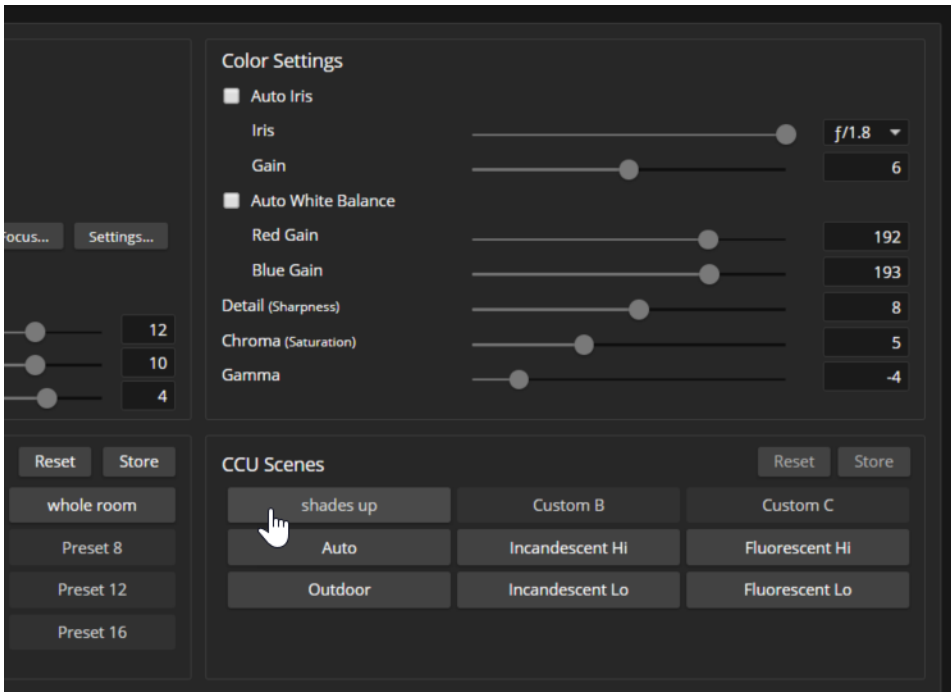 Color Settings
Auto Iris
Iris ƒ/1.8
Gain 6
Auto White Balance
Red Gain 192
Blue Gain 193
Detail (Sharpness) 8
Chroma (Saturation) 5
Gamma -4
Focus... Settings...
12
10
4
Reset Store
whole room
Preset 8
Preset 12
Preset 16
CCU Scenes Reset Store
shades up Custom B Custom C
Auto Incandescent Hi Fluorescent Hi
Outdoor Incandescent Lo Fluorescent Lo